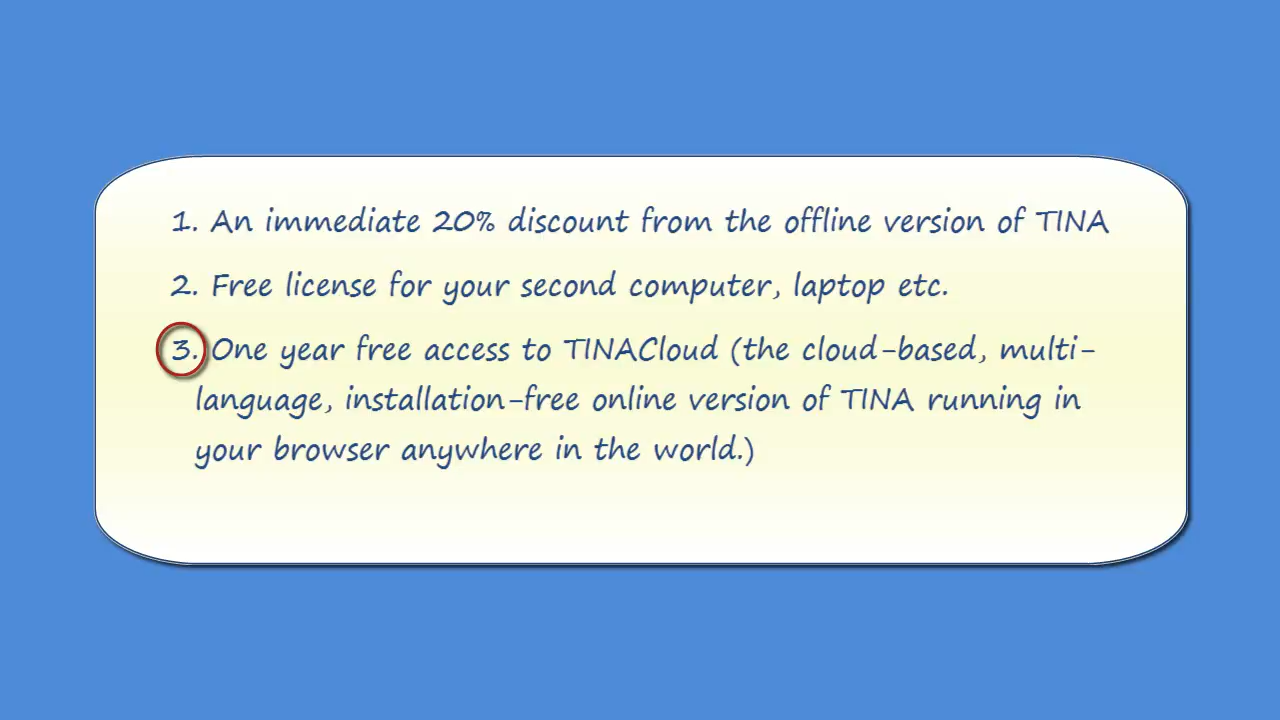 1. An immediate 20% discount from the offline version of TINA
2. Free license for your second computer, laptop etc.
3. One year free access to TINACloud (the cloud-based, multi-
language, installation-free online version of TINA running in
your browser anywhere in the world.)